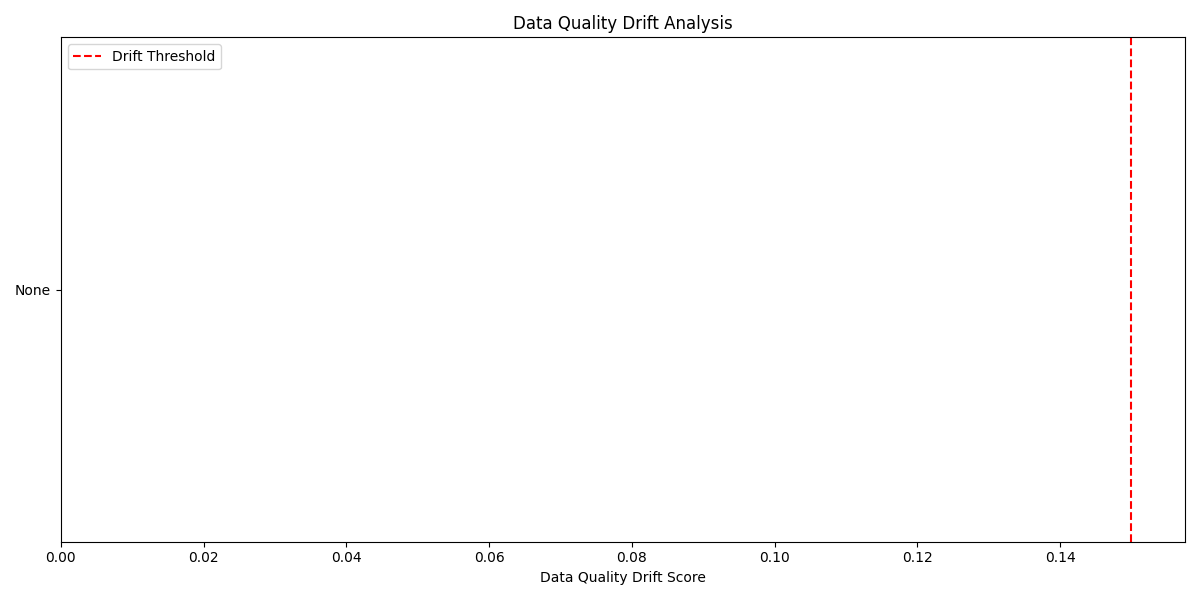 Data Quality Drift Analysis
Drift Threshold
None
0.00 0.02 0.04 0.06 0.08 0.10 0.12 0.14
Data Quality Drift Score